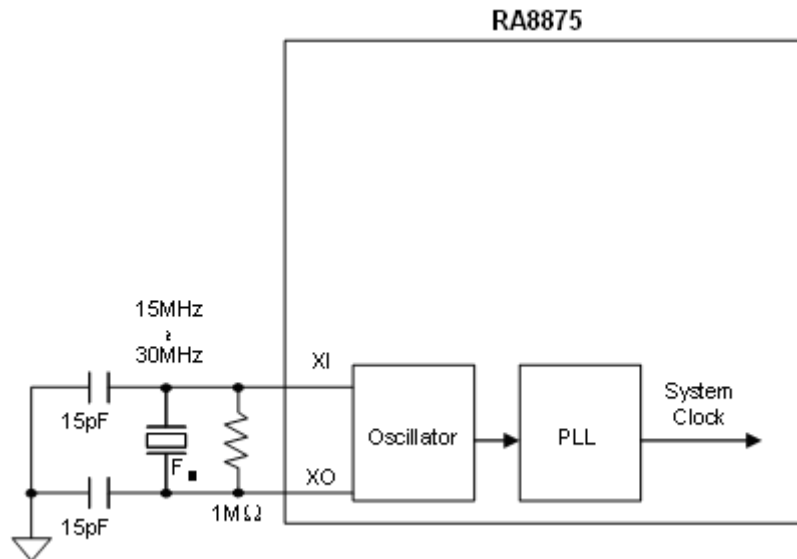 RA8875
15MHz
~
30MHz
XI
15pF
F
Oscillator
PLL
System
Clock
XO
15pF
1MΩ